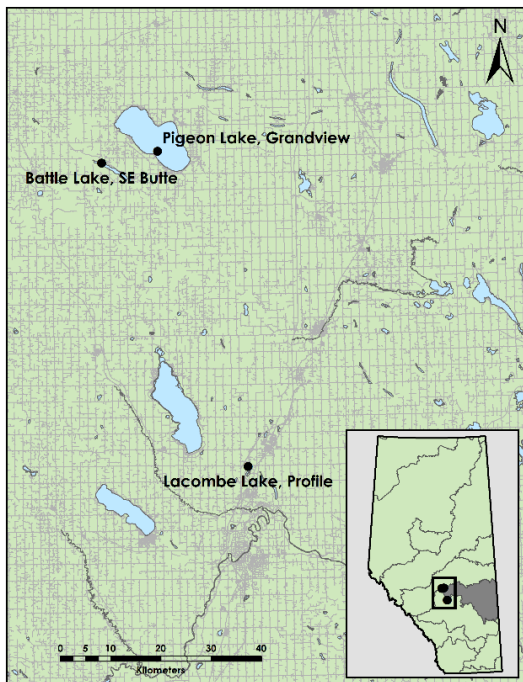 N
Pigeon Lake, Grandview
Battle Lake, SE Butte
Lacombe Lake, Profile
0 5 10 20 30 40
Kilometers